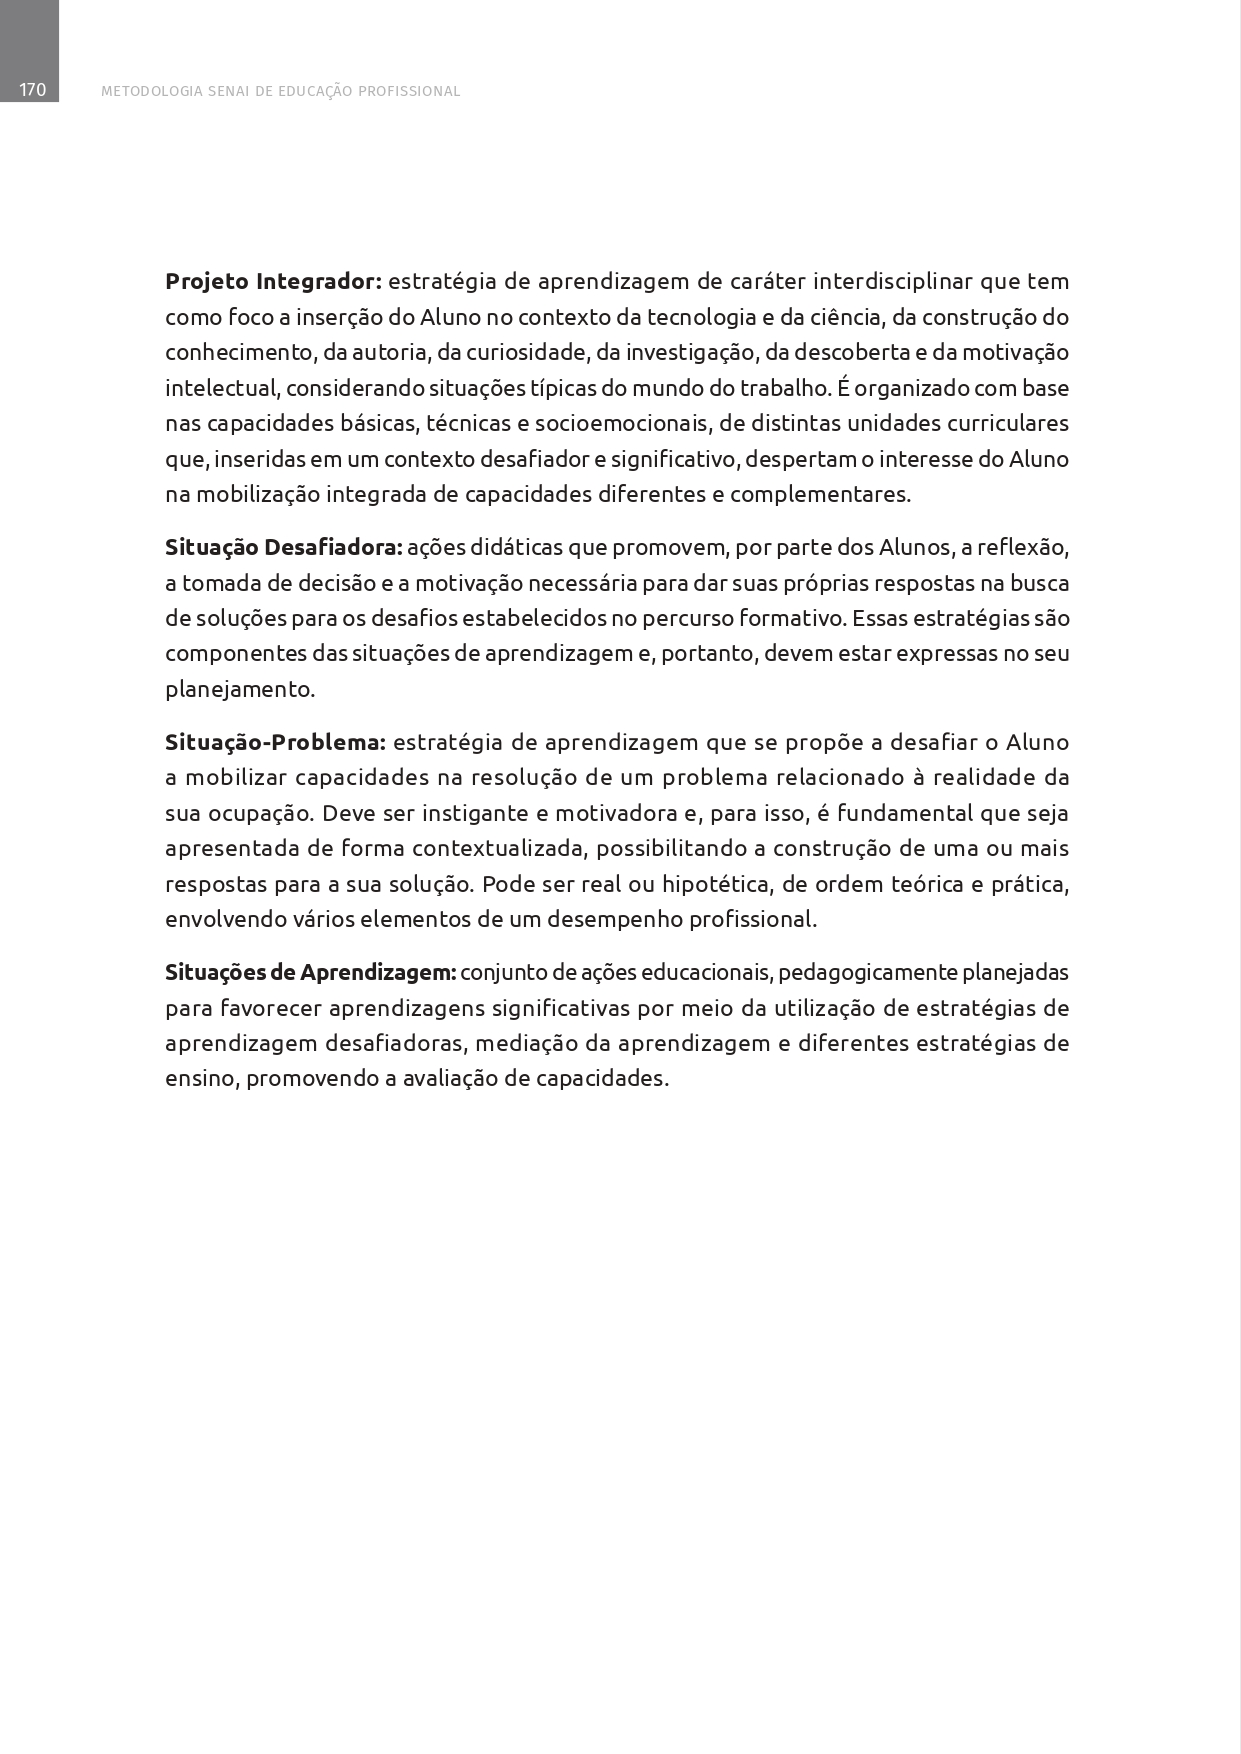 170
METODOLOGIA SENAI DE EDUCAÇÃO PROFISSIONAL
Projeto Integrador: estratégia de aprendizagem de caráter interdisciplinar que tem
como foco a inserção do Aluno no contexto da tecnologia e da ciência, da construção do
conhecimento, da autoria, da curiosidade, da investigação, da descoberta e da motivação
intelectual, considerando situações típicas do mundo do trabalho. É organizado com base
nas capacidades básicas, técnicas e socioemocionais, de distintas unidades curriculares
que, inseridas em um contexto desafiador e significativo, despertam o interesse do Aluno
na mobilização integrada de capacidades diferentes e complementares.
Situação Desafiadora: ações didáticas que promovem, por parte dos Alunos, a reflexão,
a tomada de decisão e a motivação necessária para dar suas próprias respostas na busca
de soluções para os desafios estabelecidos no percurso formativo. Essas estratégias são
componentes das situações de aprendizagem e, portanto, devem estar expressas no seu
planejamento.
Situação-Problema: estratégia de aprendizagem que se propõe a desafiar o Aluno
a mobilizar capacidades na resolução de um problema relacionado à realidade da
sua ocupação. Deve ser instigante e motivadora e, para isso, é fundamental que seja
apresentada de forma contextualizada, possibilitando a construção de uma ou mais
respostas para a sua solução. Pode ser real ou hipotética, de ordem teórica e prática,
envolvendo vários elementos de um desempenho profissional.
Situações de Aprendizagem: conjunto de ações educacionais, pedagogicamente planejadas
para favorecer aprendizagens significativas por meio da utilização de estratégias de
aprendizagem desafiadoras, mediação da aprendizagem e diferentes estratégias de
ensino, promovendo a avaliação de capacidades.